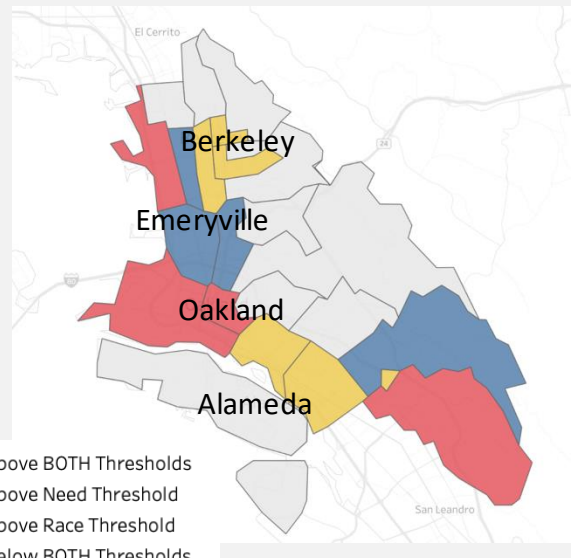 El Cerrito
Berkeley
24
Emeryville
Oakland
Alameda
bove BOTH Thresholds
bove Need Threshold
bove Race Threshold
elow BOTH Thresholds
San Leandro